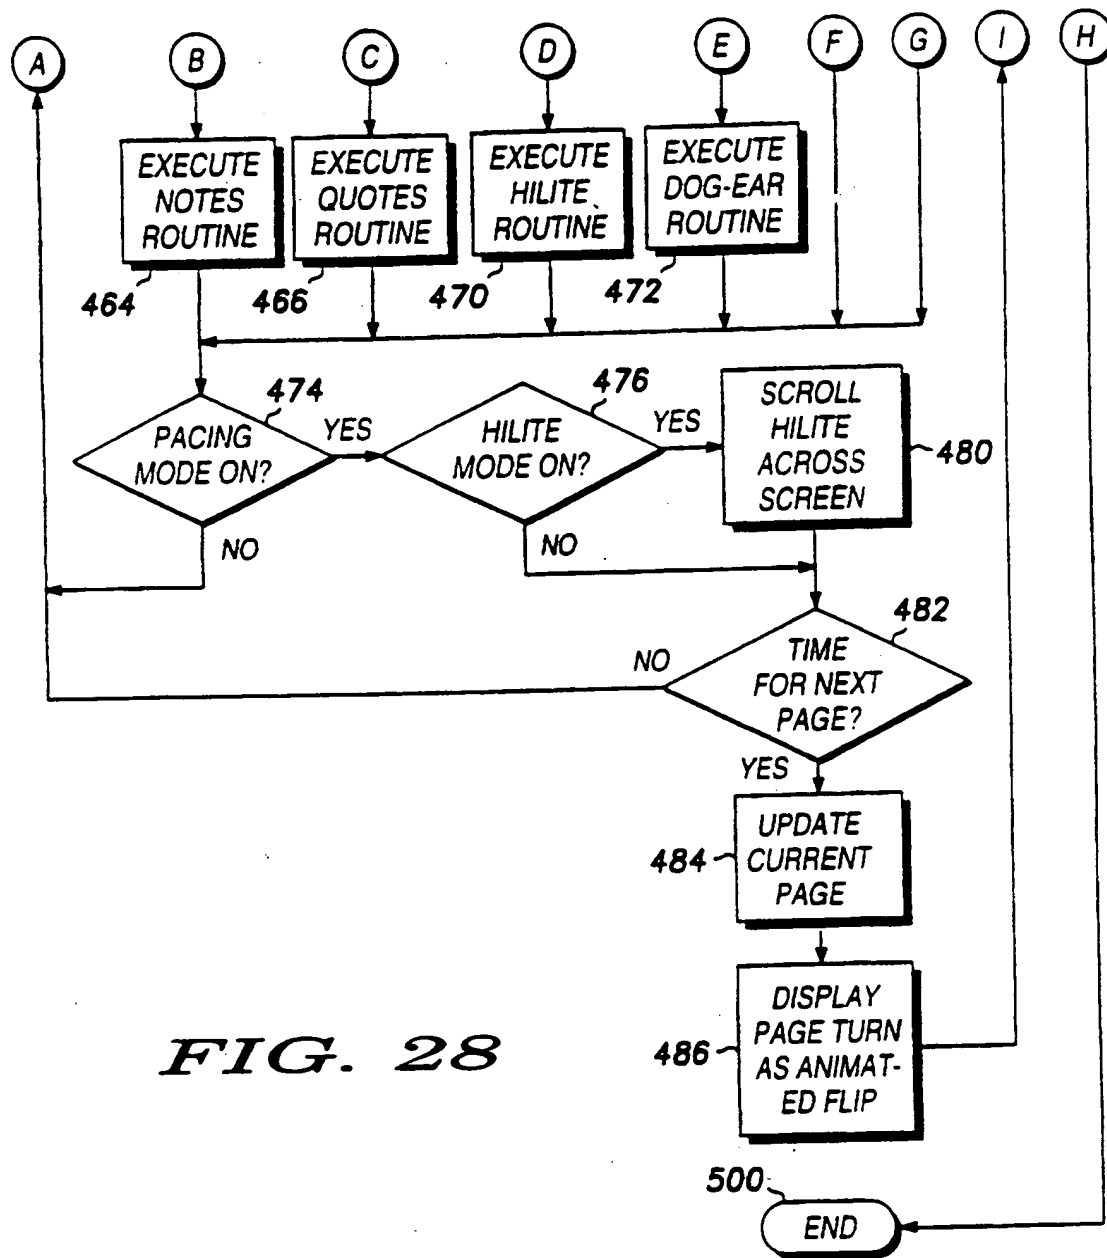 A
B
C
D
E
F
G
I
H
EXECUTE
NOTES
ROUTINE
464
EXECUTE
QUOTES
ROUTINE
466
EXECUTE
HILITE
ROUTINE
470
EXECUTE
DOG-EAR
ROUTINE
472
PACING
MODE ON?
474
YES
NO
HILITE
MODE ON?
476
YES
NO
SCROLL
HILITE
ACROSS
SCREEN
480
TIME
FOR NEXT
PAGE?
482
NO
YES
UPDATE
CURRENT
PAGE
484
DISPLAY
PAGE TURN
AS ANIMAT-
ED FLIP
486
FIG. 28
500
END